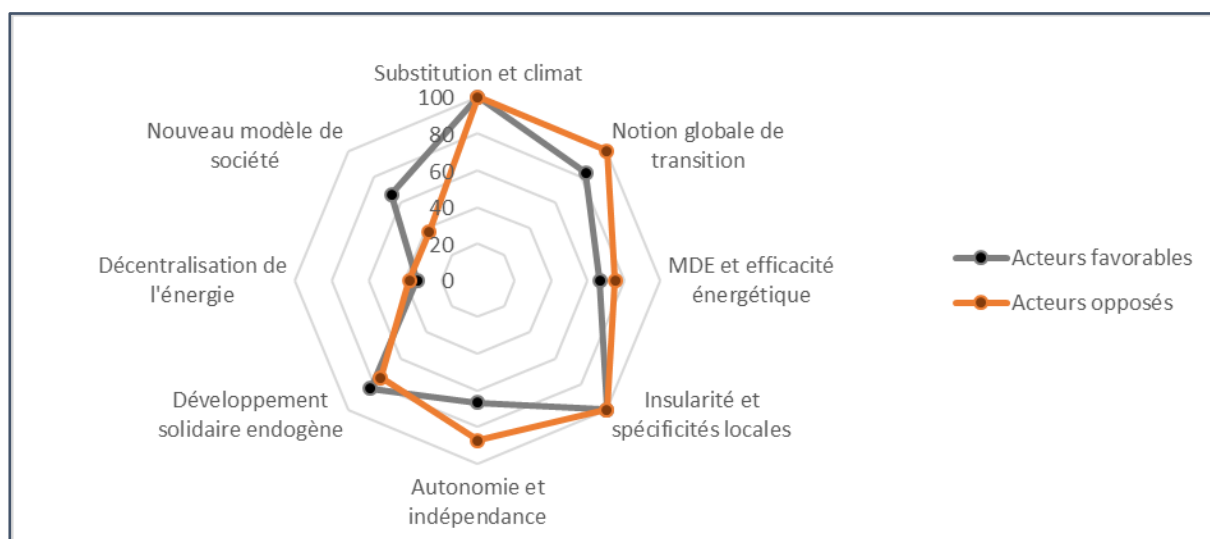 Substitution et climat
100
Nouveau modèle de
société
80
Notion globale de
transition
60
40
20
0
Décentralisation de
l'énergie
MDE et efficacité
énergétique
Acteurs favorables
Acteurs opposés
Développement
solidaire endogène
Insularité et
spécificités locales
Autonomie et
indépendance